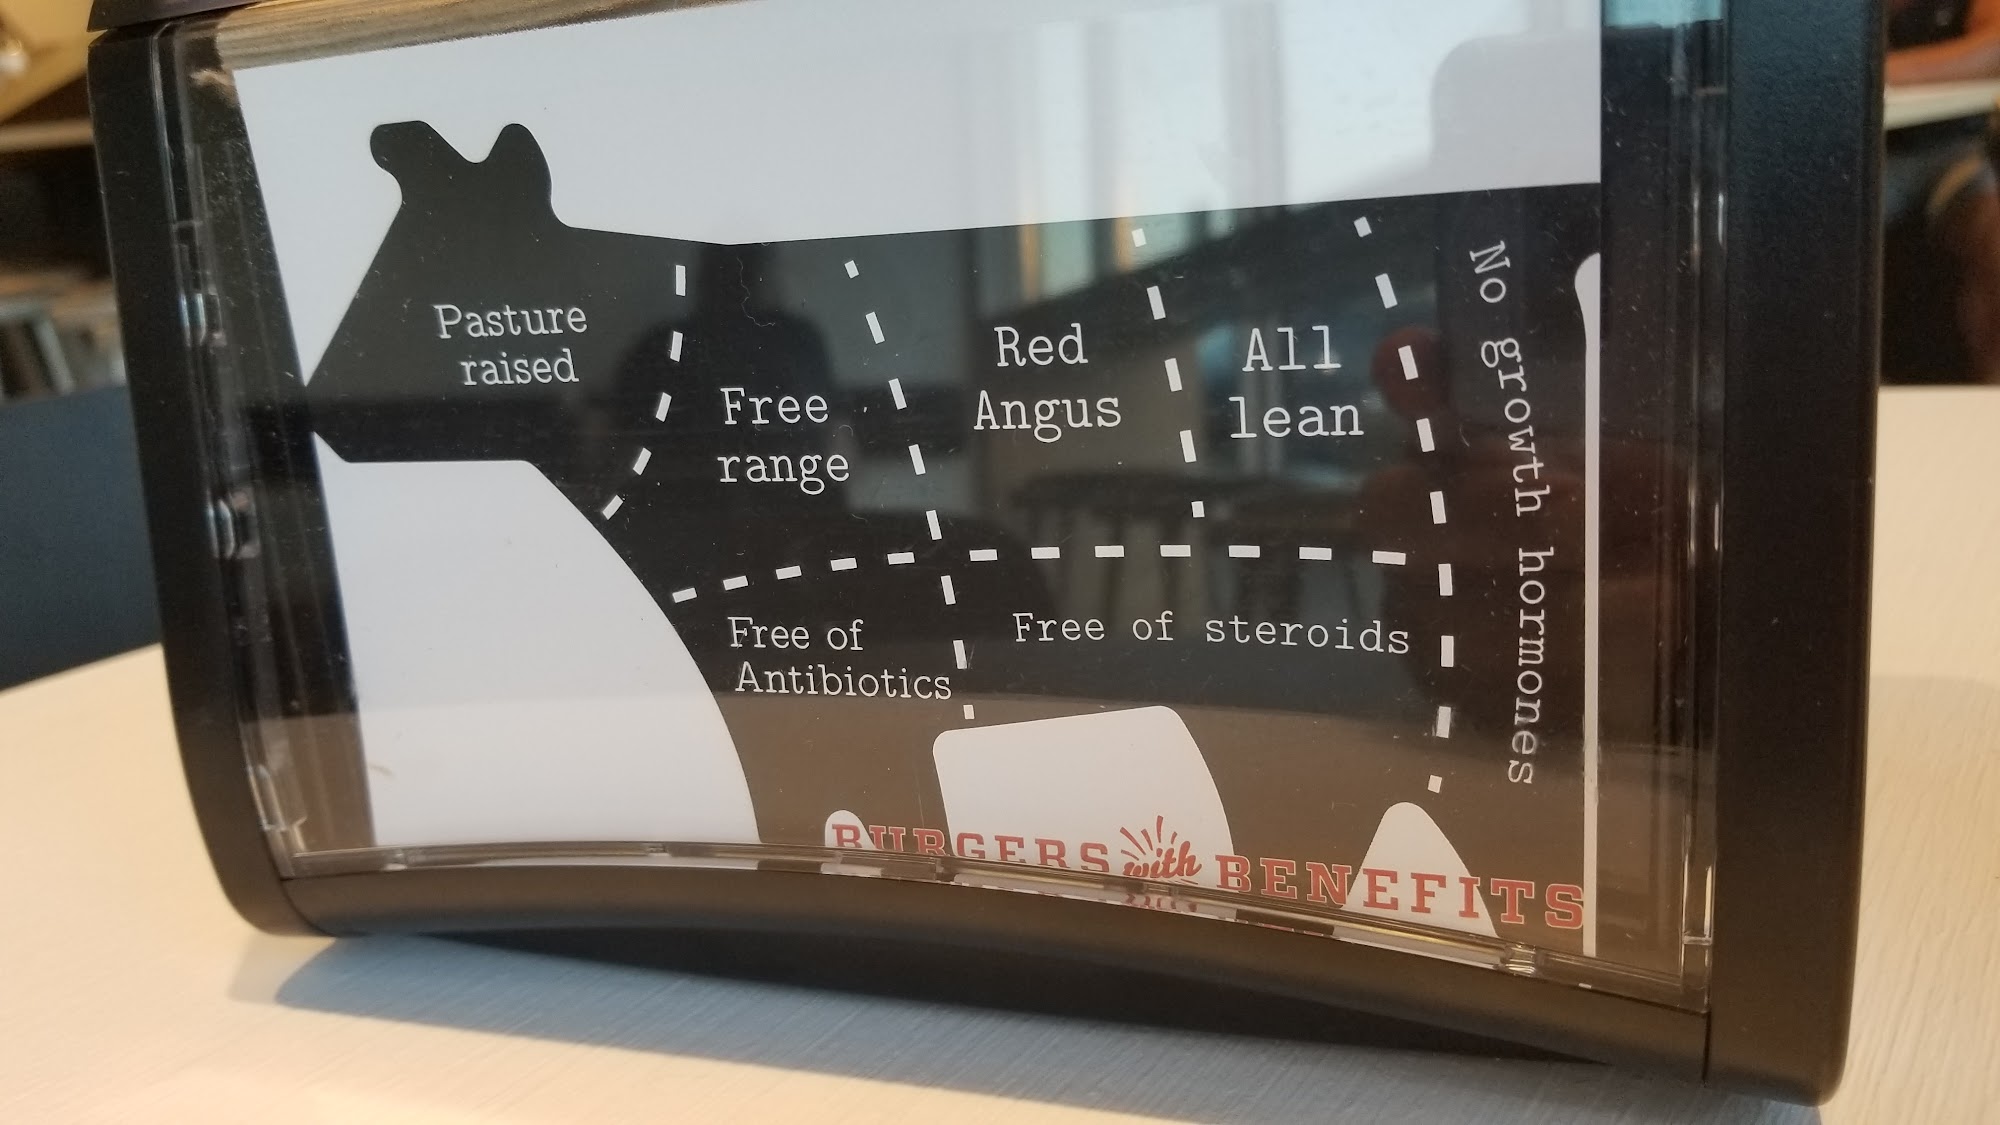 Pasture
raised
Free
range
Red
Angus
All
lean
No growth hormones
Free of
Antibiotics
Free of steroids
BURGERS with BENEFITS